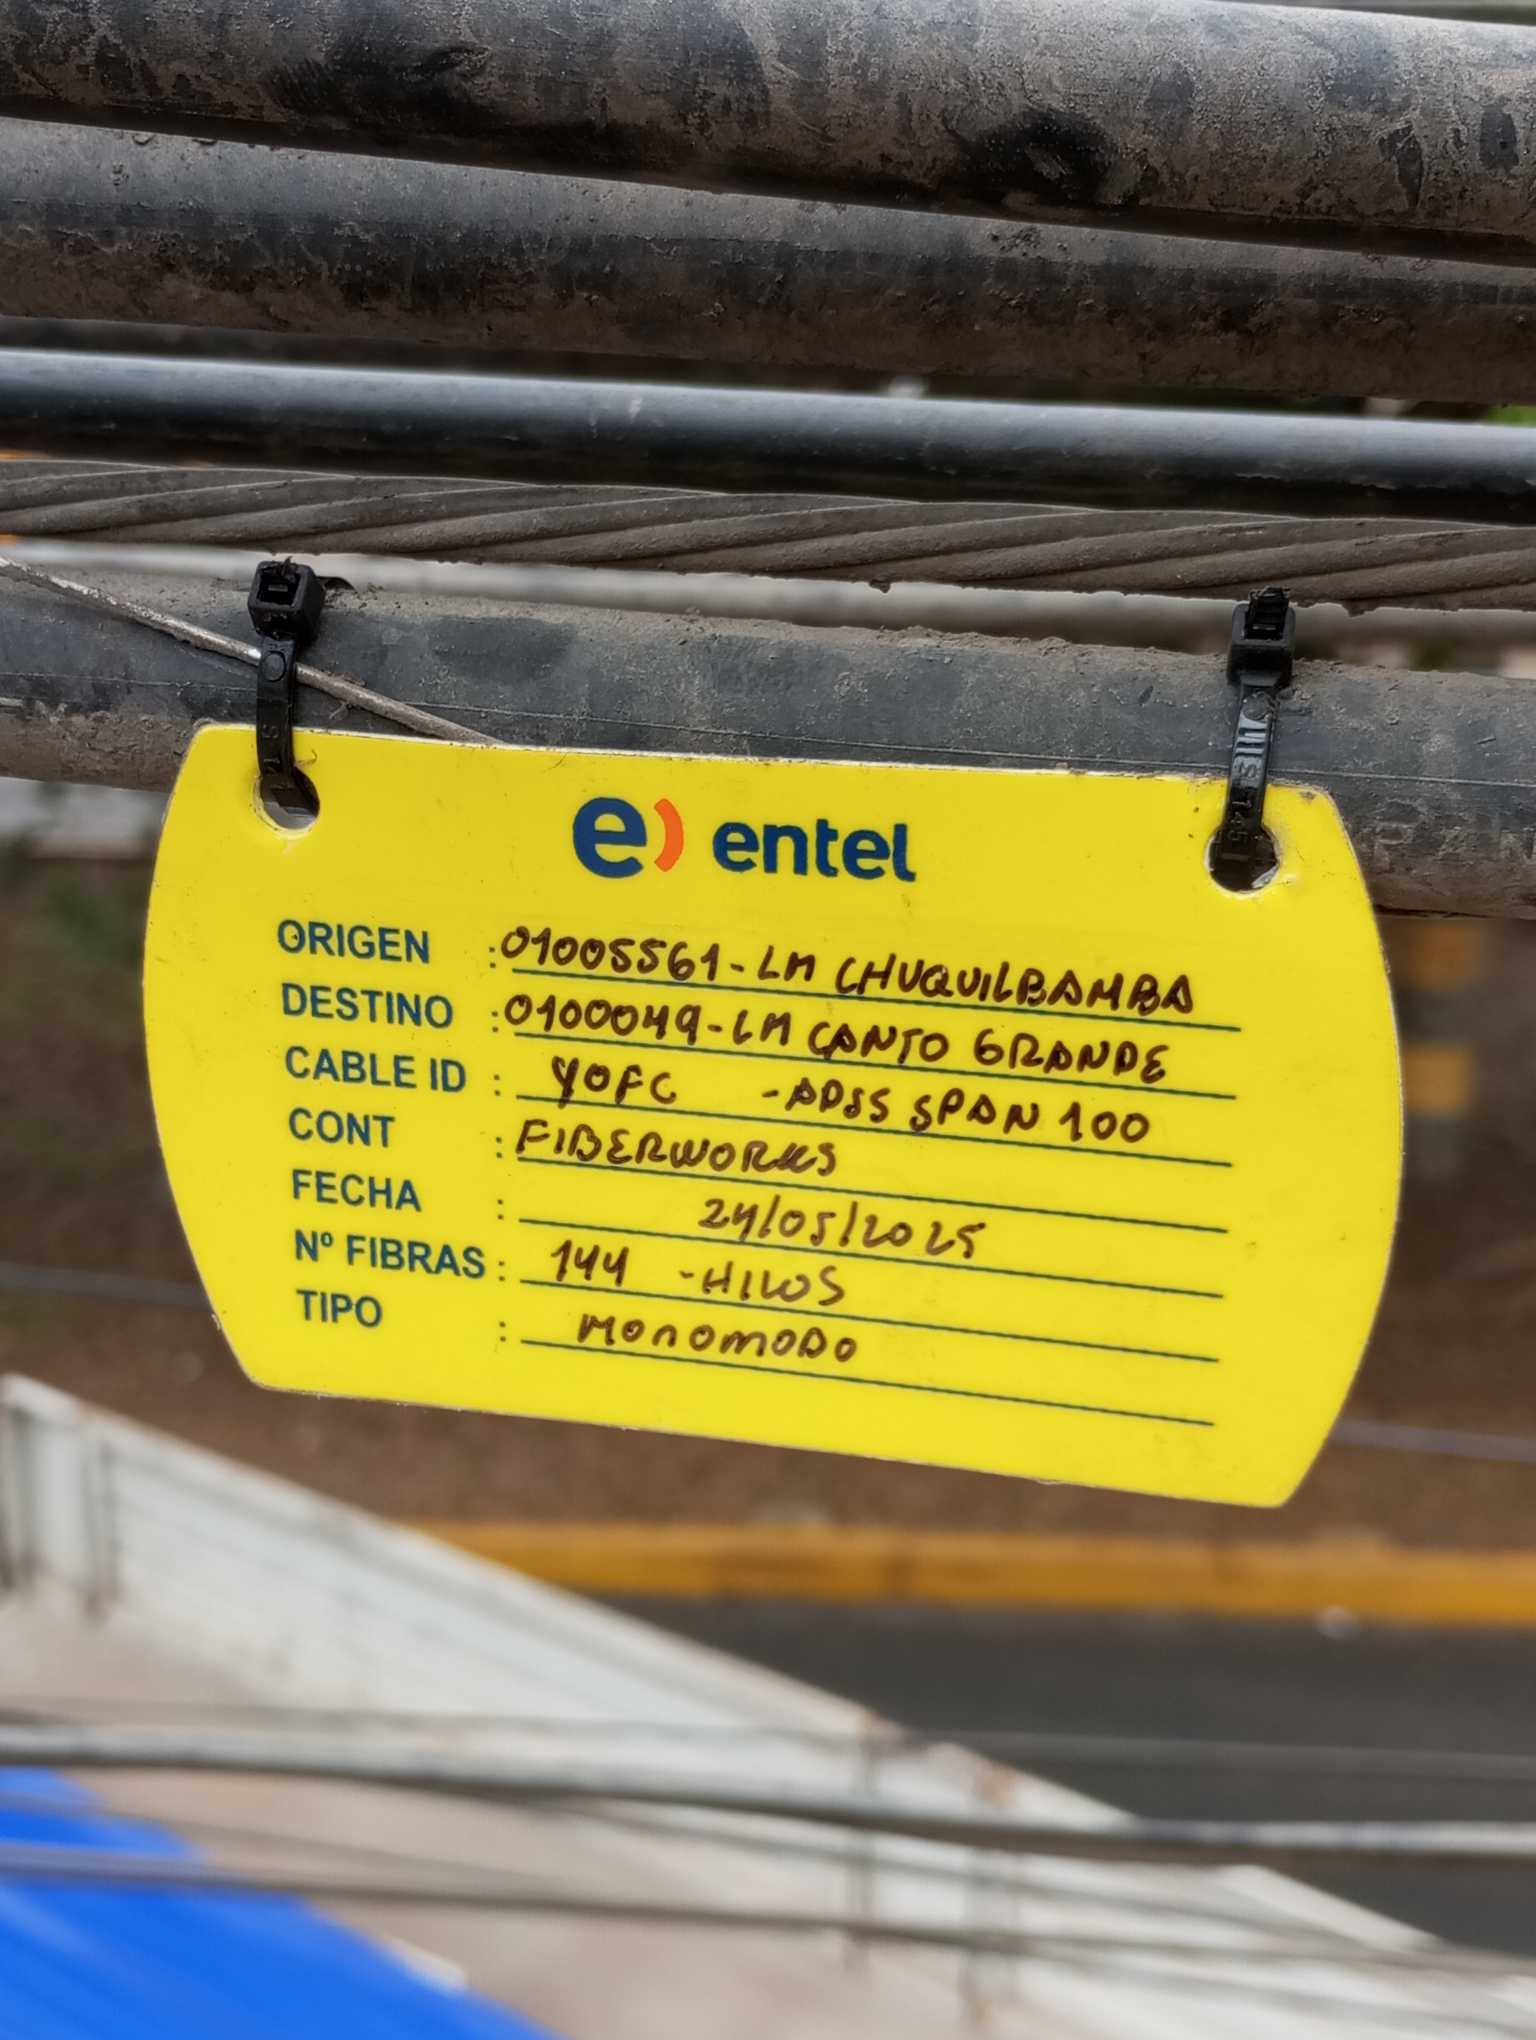 e) entel
ORIGEN : 01005561-LM CHUQUILBAMBA
DESTINO : 0100049-LM CANTO GRANDE
CABLE ID : YOFC -ADSS SPAN 100
CONT : FIBERWORKS
FECHA : 24/05/2025
Nº FIBRAS : 144 -HILOS
TIPO : MONOMODO